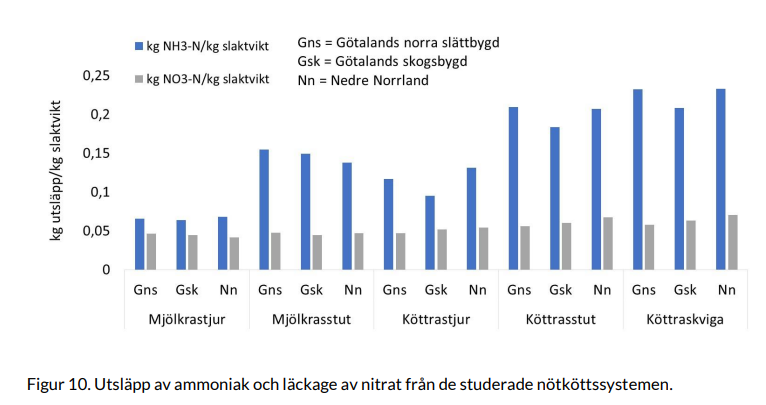 kg NH3-N/kg slaktvikt
kg NO3-N/kg slaktvikt
Gns = Götalands norra slättbygd
Gsk = Götalands skogsbygd
Nn = Nedre Norrland
kg utsläpp/kg slaktvikt
0,25
0,2
0,15
0,1
0,05
0
Gns Gsk Nn Gns Gsk Nn Gns Gsk Nn Gns Gsk Nn Gns Gsk Nn
Mjölkrastjur Mjölkrasstut Köttrastjur Köttrasstut Köttraskviga
Figur 10. Utsläpp av ammoniak och läckage av nitrat från de studerade nötköttssystemen.